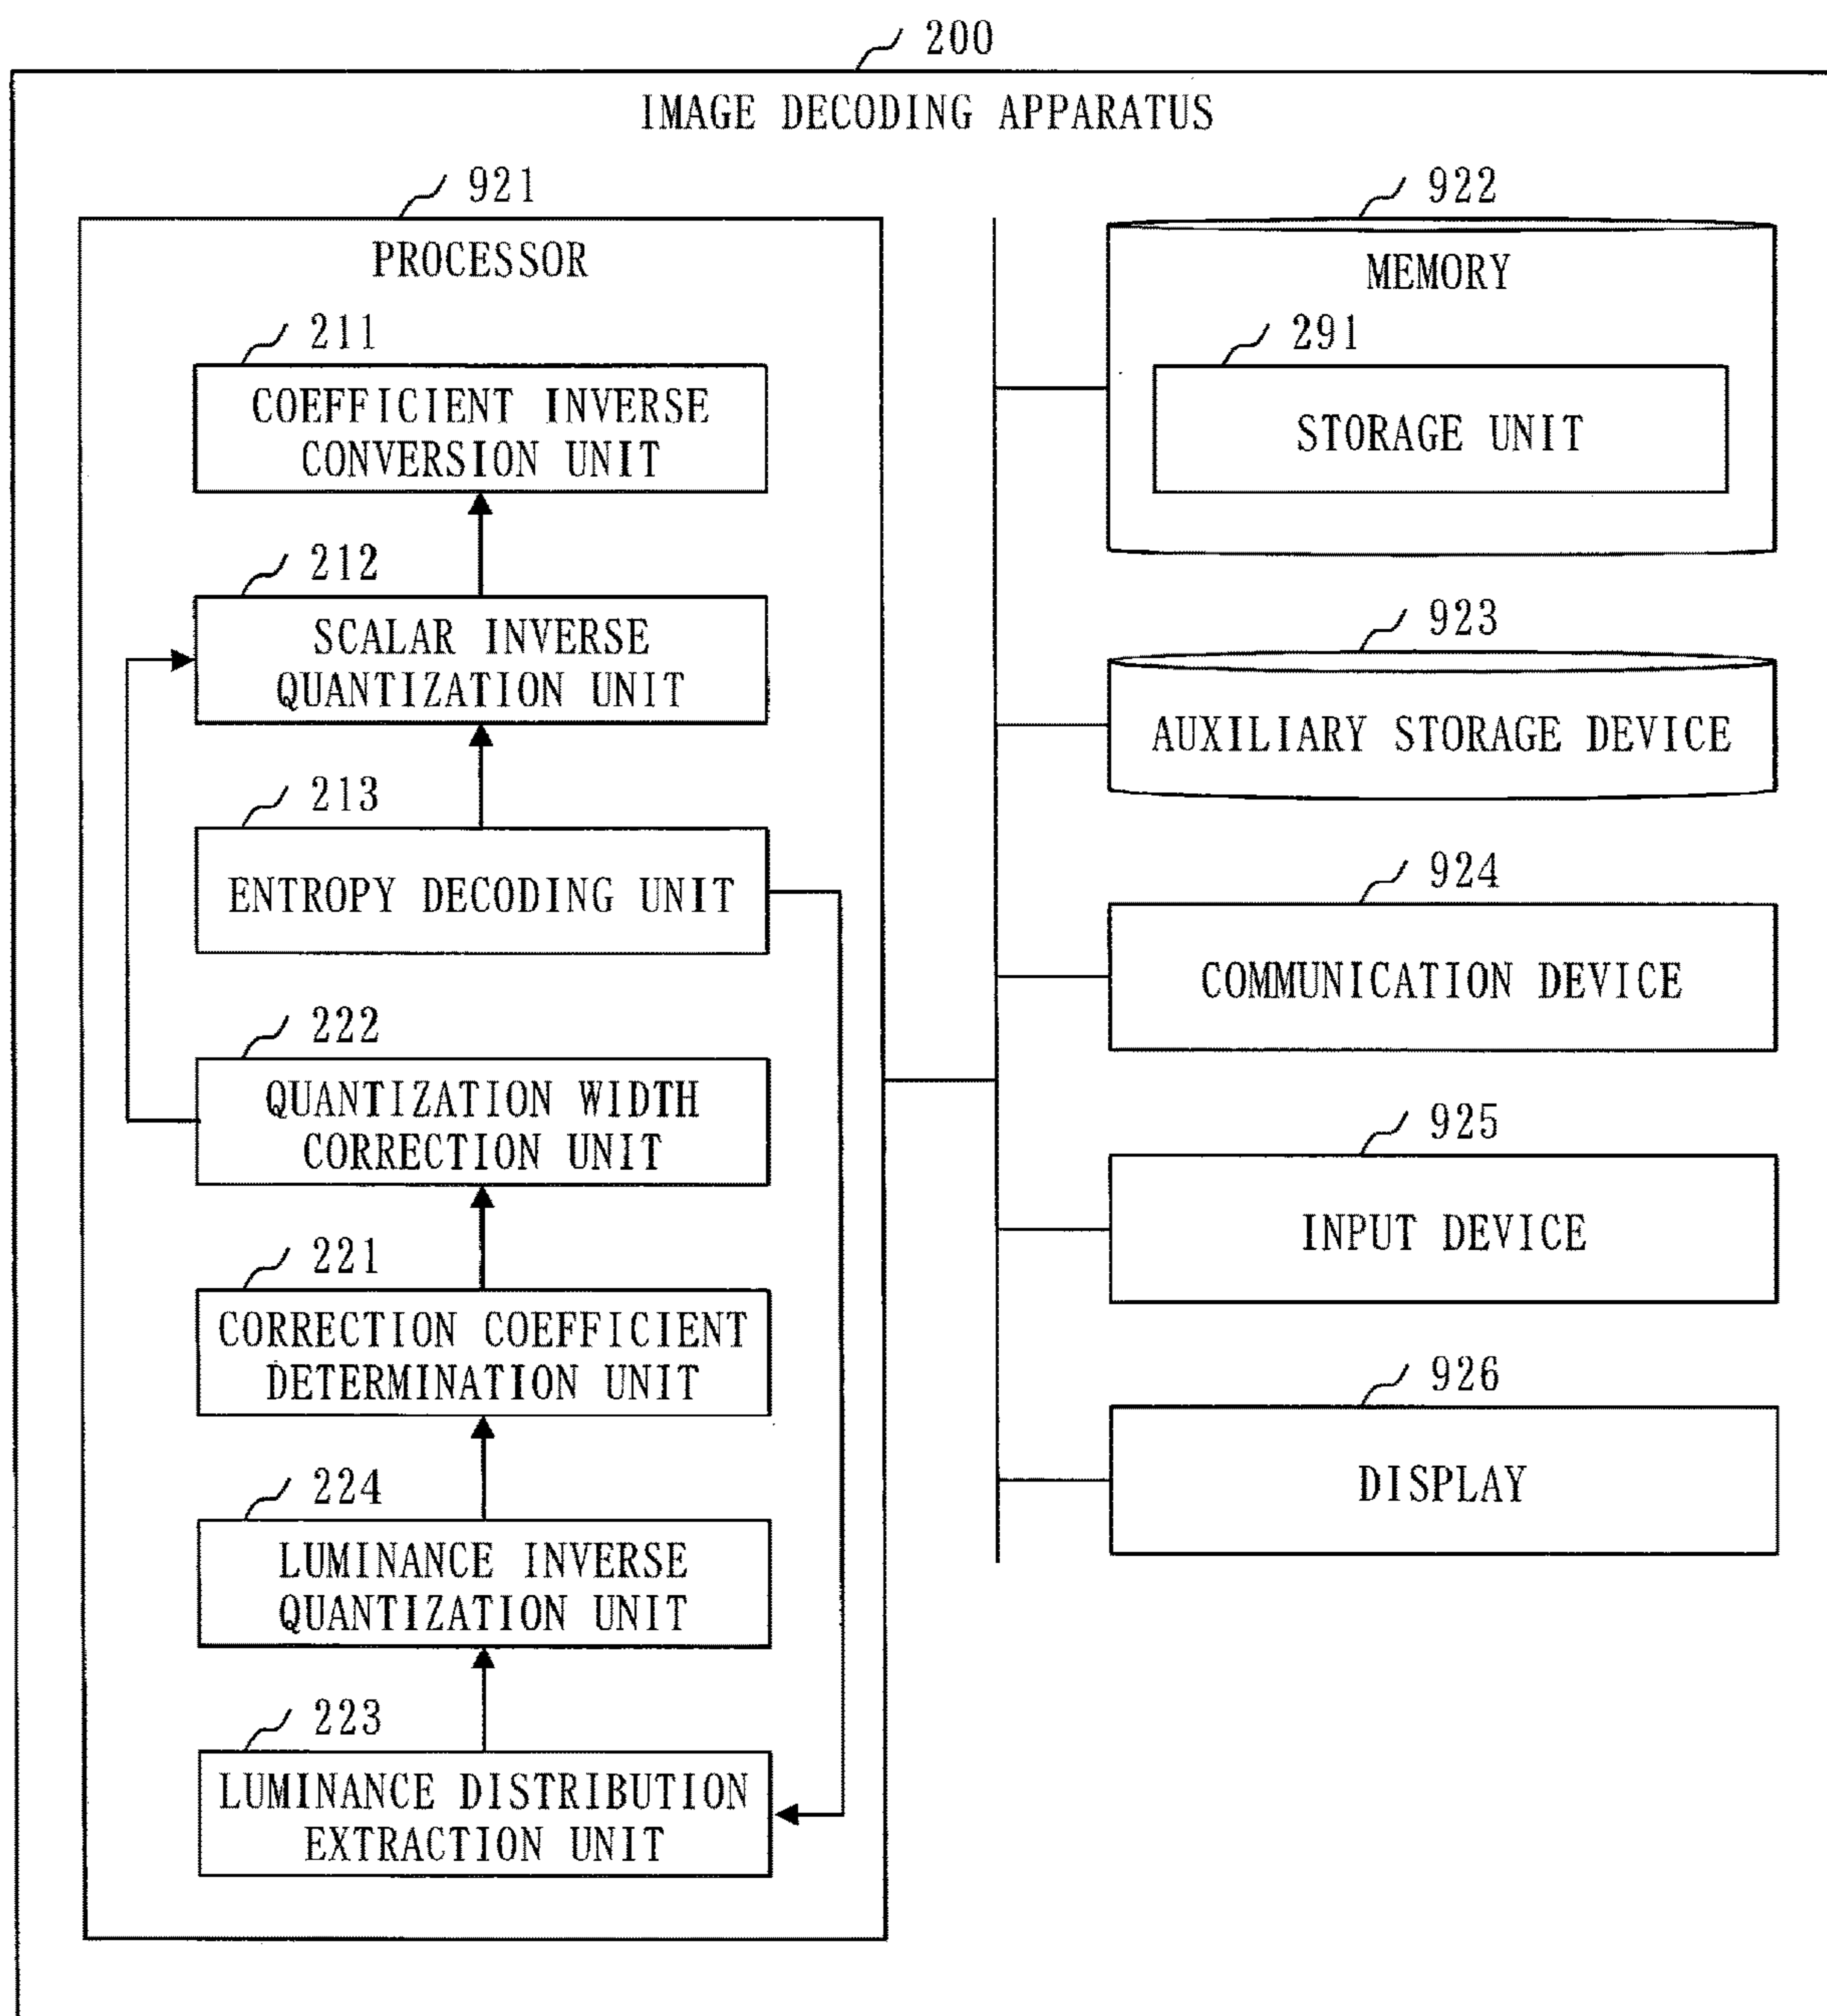 200
IMAGE DECODING APPARATUS
921
PROCESSOR
211
COEFFICIENT INVERSE
CONVERSION UNIT
212
SCALAR INVERSE
QUANTIZATION UNIT
213
ENTROPY DECODING UNIT
222
QUANTIZATION WIDTH
CORRECTION UNIT
221
CORRECTION COEFFICIENT
DETERMINATION UNIT
224
LUMINANCE INVERSE
QUANTIZATION UNIT
223
LUMINANCE DISTRIBUTION
EXTRACTION UNIT
922
MEMORY
291
STORAGE UNIT
923
AUXILIARY STORAGE DEVICE
924
COMMUNICATION DEVICE
925
INPUT DEVICE
926
DISPLAY